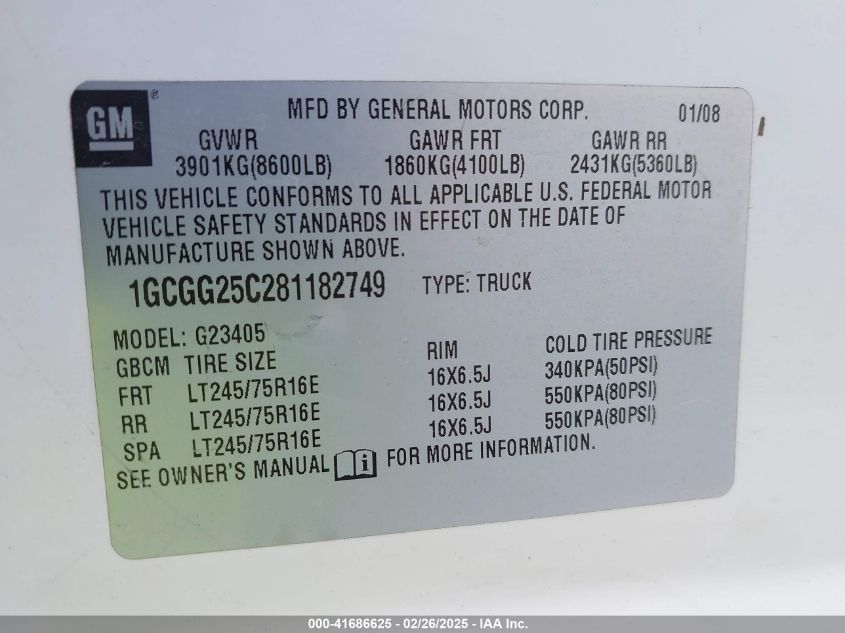 GM ®
MFD BY GENERAL MOTORS CORP. 01/08
GVWR GAWR FRT GAWR RR
3901KG(8600LB) 1860KG(4100LB) 2431KG(5360LB)
THIS VEHICLE CONFORMS TO ALL APPLICABLE U.S. FEDERAL MOTOR
VEHICLE SAFETY STANDARDS IN EFFECT ON THE DATE OF
MANUFACTURE SHOWN ABOVE.
1GCGG25C281182749 TYPE: TRUCK
MODEL: G23405
GBCM TIRE SIZE RIM COLD TIRE PRESSURE
FRT LT245/75R16E 16X6.5J 340KPA(50PSI)
RR LT245/75R16E 16X6.5J 550KPA(80PSI)
SPA LT245/75R16E 16X6.5J 550KPA(80PSI)
SEE OWNER'S MANUAL i FOR MORE INFORMATION.
000-41686625 - 02/26/2025 - IAA Inc.